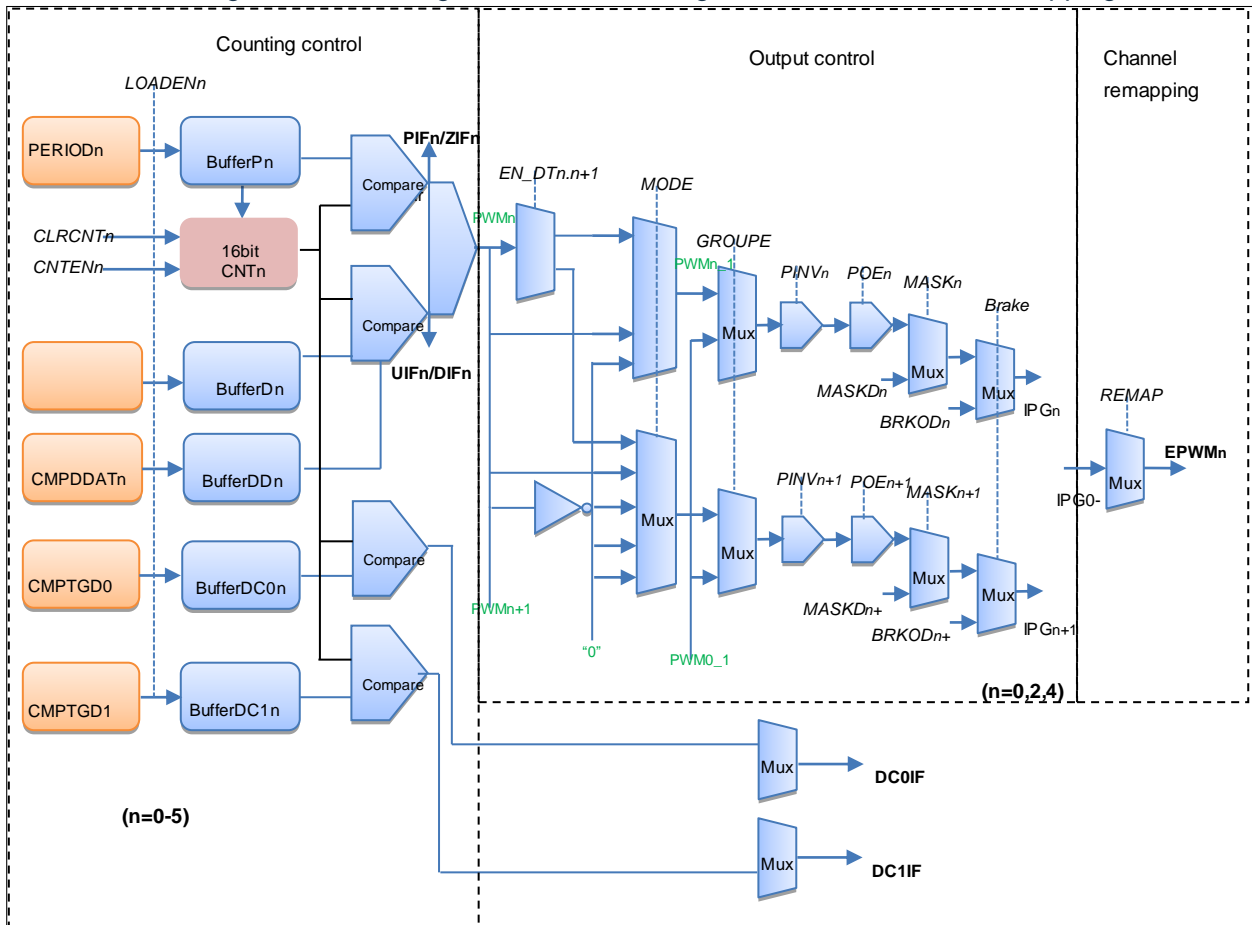 Counting control
Output control
Channel
remapping
LOADENn
PERIODn
BufferPn
Compare
PIFn/ZIFn
EN_DTn.n+1
MODE
PWMn
GROUPE
PWMn_1
PINVn
POEn
MASKn
Brake
CLRCNTn
CNTENn
16bit
CNTn
Compare
UIFn/DIFn
Mux
Mux
MASKDn
Mux
BRKODn
IPGn
REMAP
BufferDn
CMPDDATn
BufferDDn
Mux
EPWMn
IPG0-
PINVn+1
POEn+1
MASKn+1
Mux
Mux
Mux
Mux
MASKDn+
BRKODn+
IPGn+1
CMPTGD0
BufferDC0n
Compare
PWMn+1
"0"
PWM0_1
CMPTGD1
BufferDC1n
Compare
(n=0,2,4)
Mux
DC0IF
(n=0-5)
Mux
DC1IF